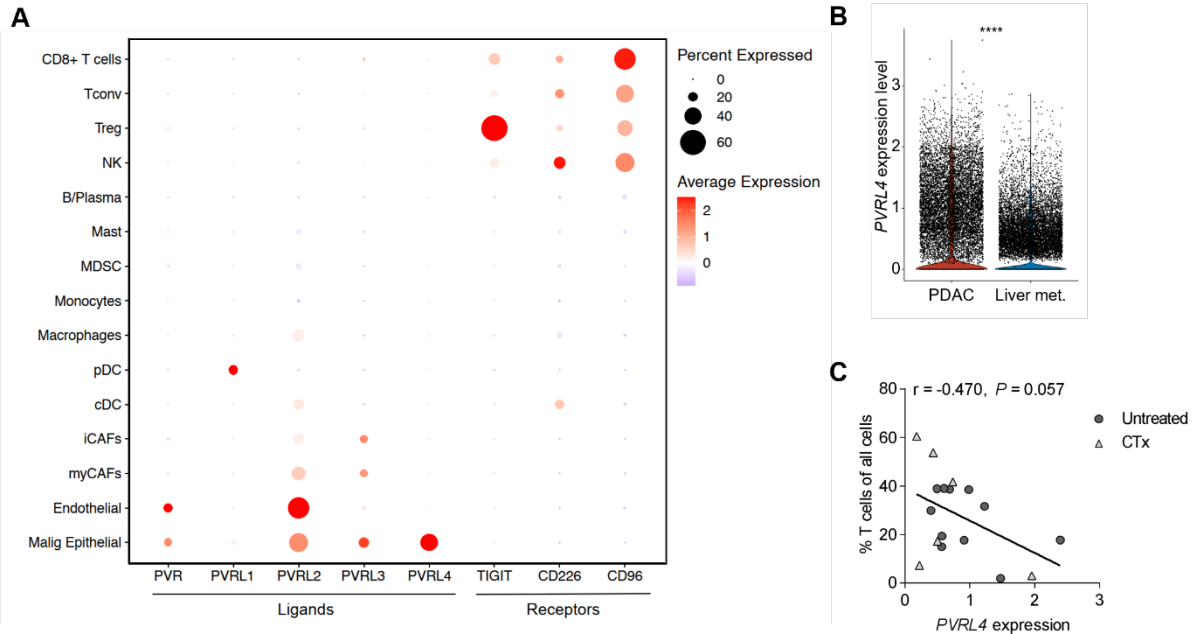 A
CD8+ T cells
Tconv
Treg
NK
B/Plasma
Mast
MDSC
Monocytes
Macrophages
pDC
cDC
iCAFs
myCAFs
Endothelial
Malig Epithelial
PVR PVRL1 PVRL2 PVRL3 PVRL4 TIGIT CD226 CD96
Ligands Receptors
Percent Expressed
0
20
40
60
Average Expression
2
1
0
B
****
PVRL4 expression level
3
2
1
0
PDAC Liver met.
C
r = -0.470, P = 0.057
% T cells of all cells
80
60
40
20
0
0 1 2 3
PVRL4 expression
Untreated
CTx